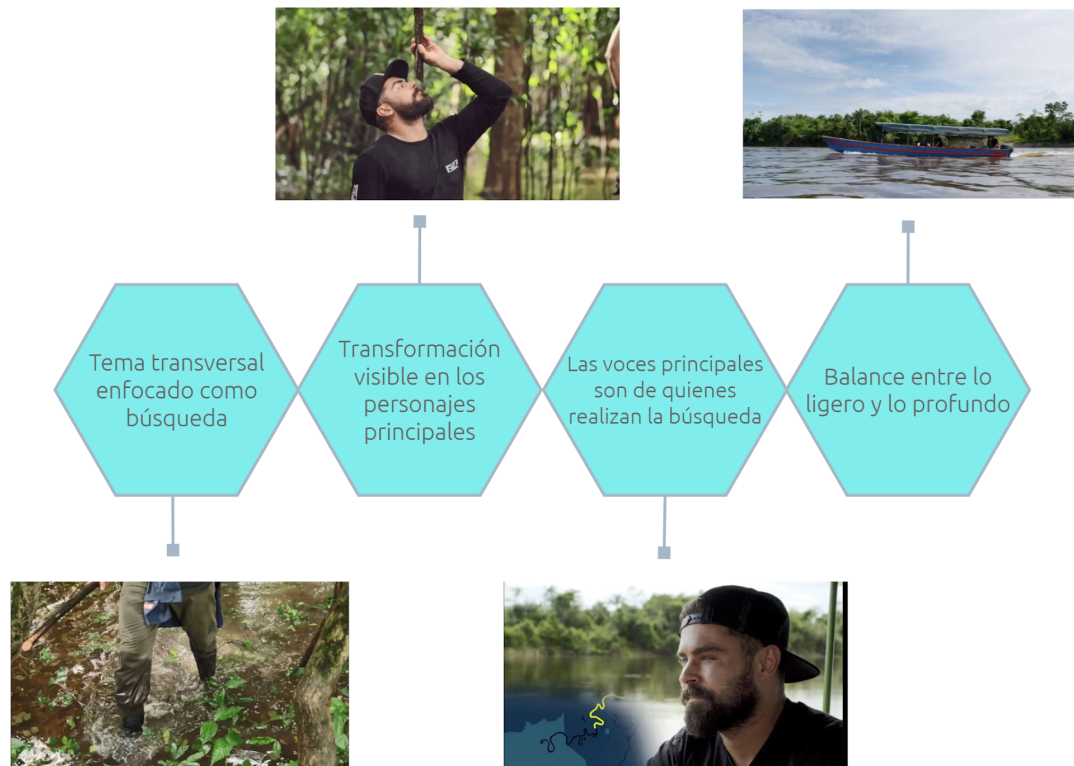 Tema transversal
enfocado como
búsqueda
Transformación
visible en los
personajes
principales
Las voces principales
son de quienes
realizan la búsqueda
Balance entre lo
ligero y lo profundo